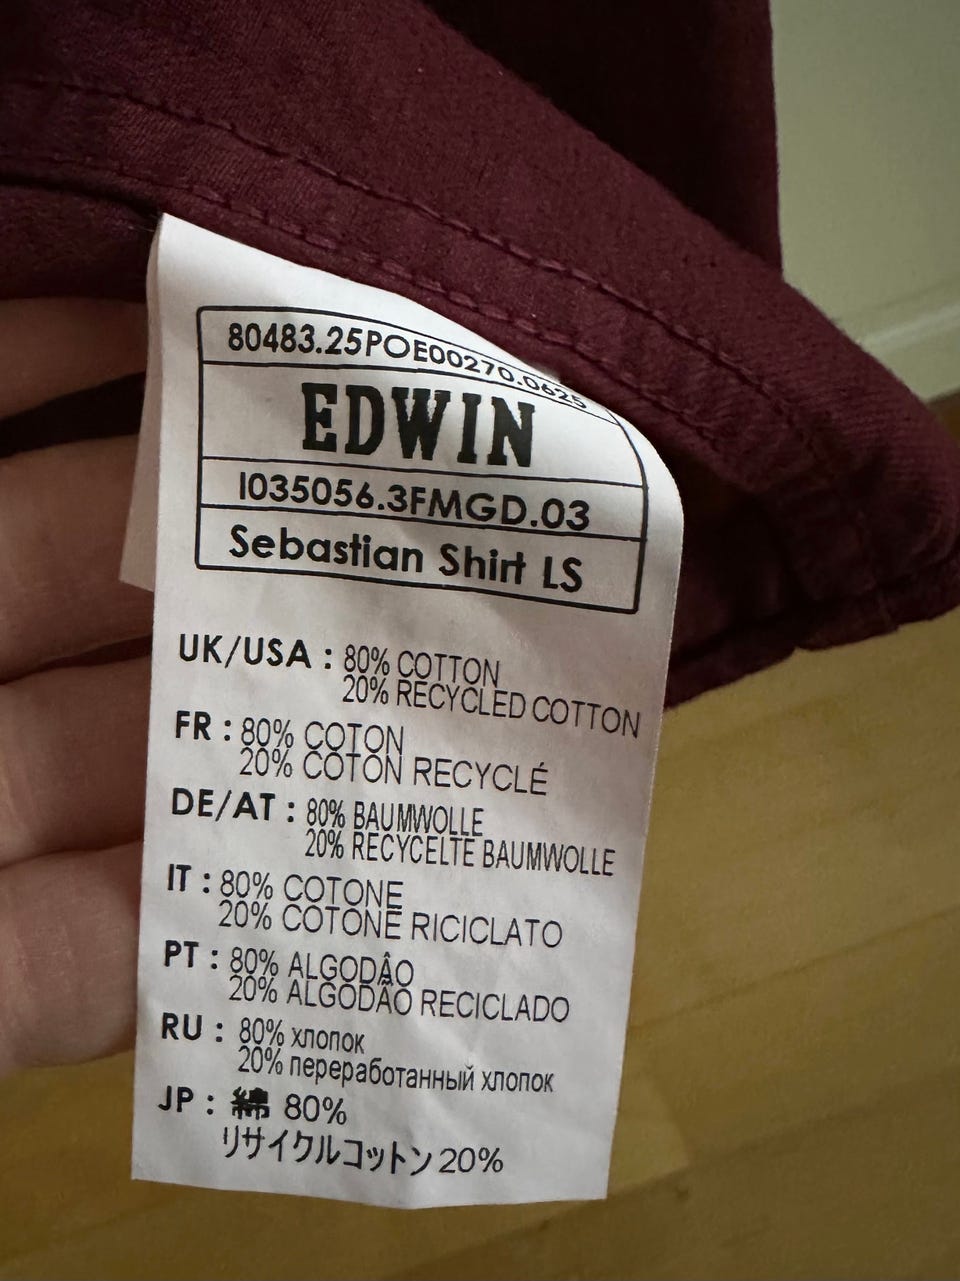 80483.25POE00270.0625
EDWIN
I035056.3FMGD.03
Sebastian Shirt LS
UK/USA : 80% COTTON
20% RECYCLED COTTON
FR : 80% COTON
20% COTON RECYCLÉ
DE/AT : 80% BAUMWOLLE
20% RECYCELTE BAUMWOLLE
IT : 80% COTONE
20% COTONE RICICLATO
PT : 80% ALGODÂO
20% ALGODÃO RECICLADO
RU : 80% хлопок
20% переработанный хлопок
JP : 綿 80%
リサイクルコットン 20%